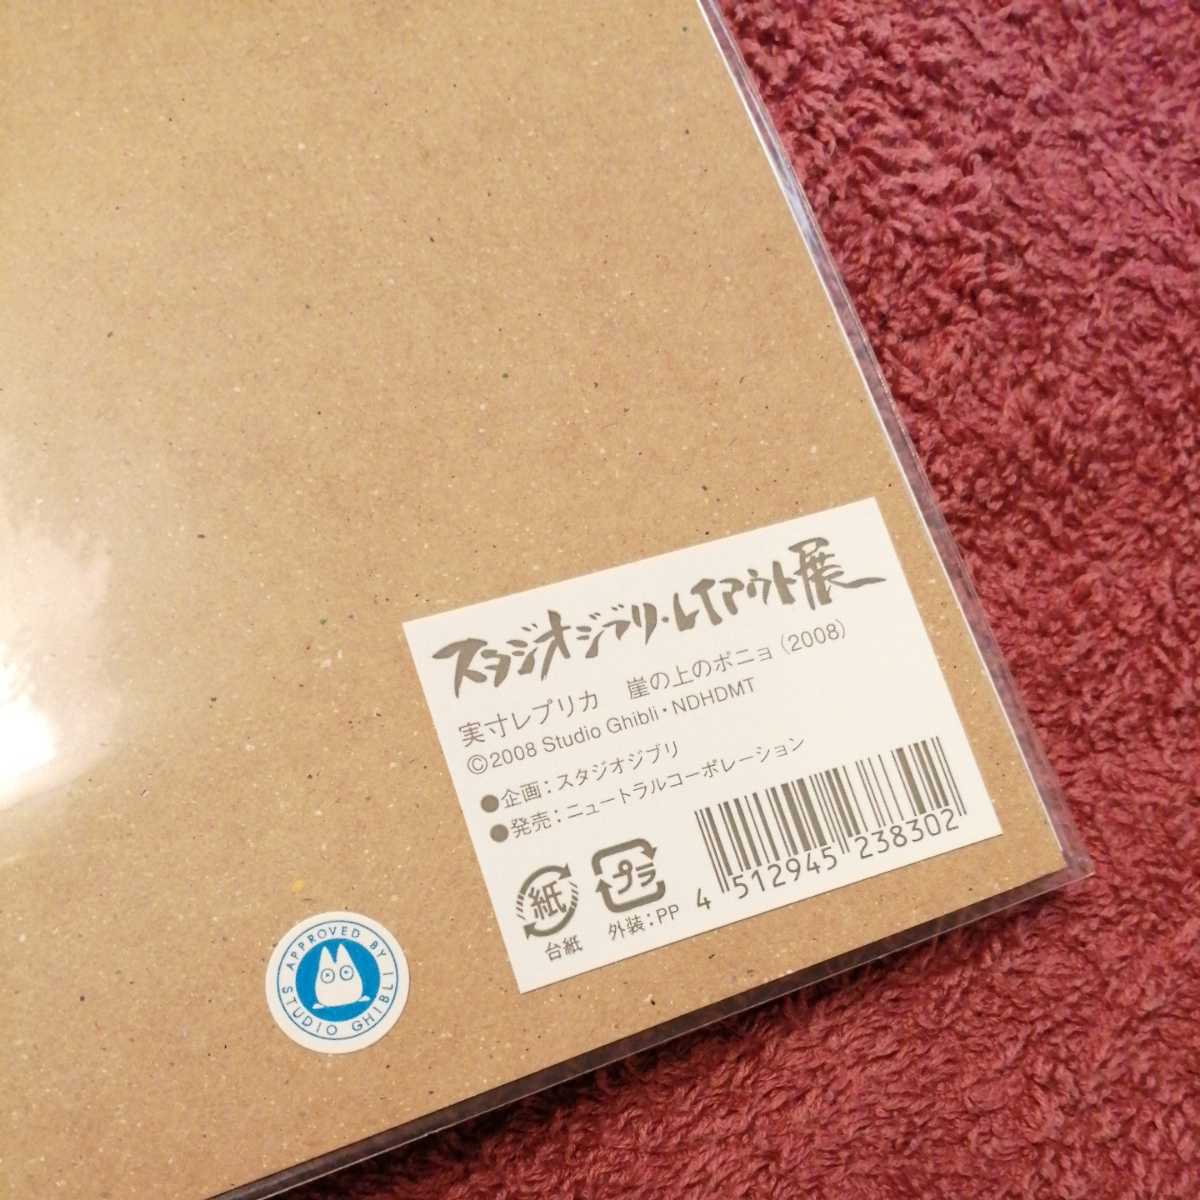 スタジオジブリ・レイアウト展
実寸レプリカ 崖の上のポニョ(2008)
©2008 Studio Ghibli・NDHDMT
●企画:スタジオジブリ
●発売:ニュートラルコーポレーション
紙 プラ
台紙 外装:PP
4 512945 238302
APPROVED BY STUDIO GHIBLI